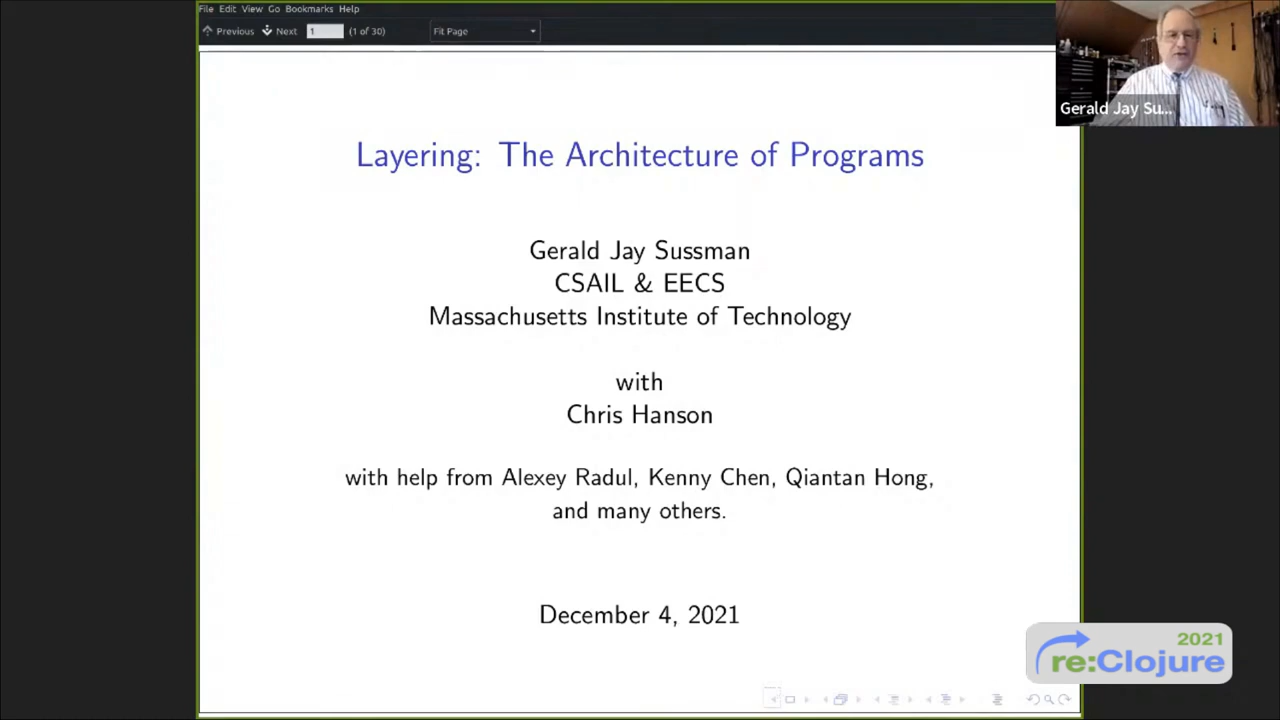 File Edit View Go Bookmarks Help
Previous Next 1 (1 of 30) Fit Page
Gerald Jay Su...
Layering: The Architecture of Programs
Gerald Jay Sussman
CSAIL & EECS
Massachusetts Institute of Technology
with
Chris Hanson
with help from Alexey Radul, Kenny Chen, Qiantan Hong,
and many others.
December 4, 2021
2021
re:Clojure